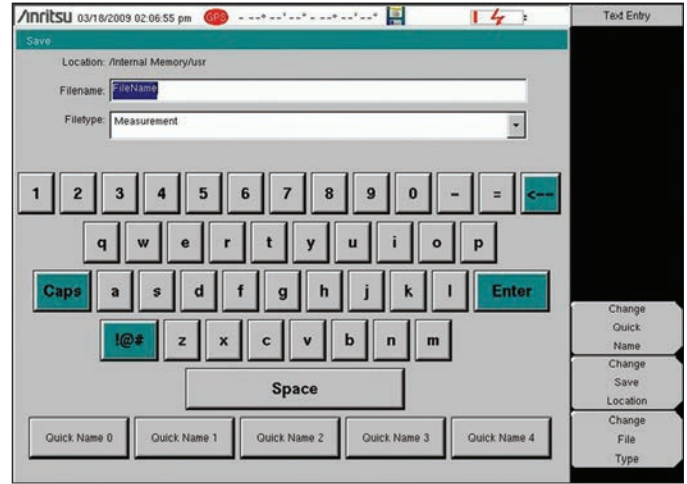 /inritsu 03/18/2009 02:06:55 pm GPS - --*--'--*- --*--'--*
Text Entry
Save
Location: /Internal Memory/usr
Filename: FileName
Filetype: Measurement
1 2 3 4 5 6 7 8 9 0 - = <--
q w e r t y u i o p
Caps a s d f g h j k l Enter
!@# z x c v b n m
Space
Quick Name 0 Quick Name 1 Quick Name 2 Quick Name 3 Quick Name 4
Change
Quick
Name
Change
Save
Location
Change
File
Type